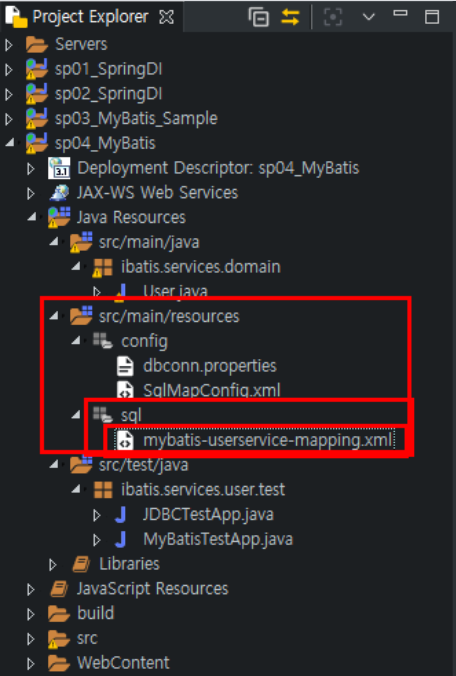 Project Explorer
Servers
sp01_SpringDI
sp02_SpringDI
sp03_MyBatis_Sample
sp04_MyBatis
3.1 Deployment Descriptor: sp04_MyBatis
JAX-WS Web Services
Java Resources
src/main/java
ibatis.services.domain
User.java
src/main/resources
config
dbconn.properties
SqlMapConfig.xml
sql
mybatis-userservice-mapping.xml
src/test/java
ibatis.services.user.test
JDBCTestApp.java
MyBatisTestApp.java
Libraries
JavaScript Resources
build
src
WebContent